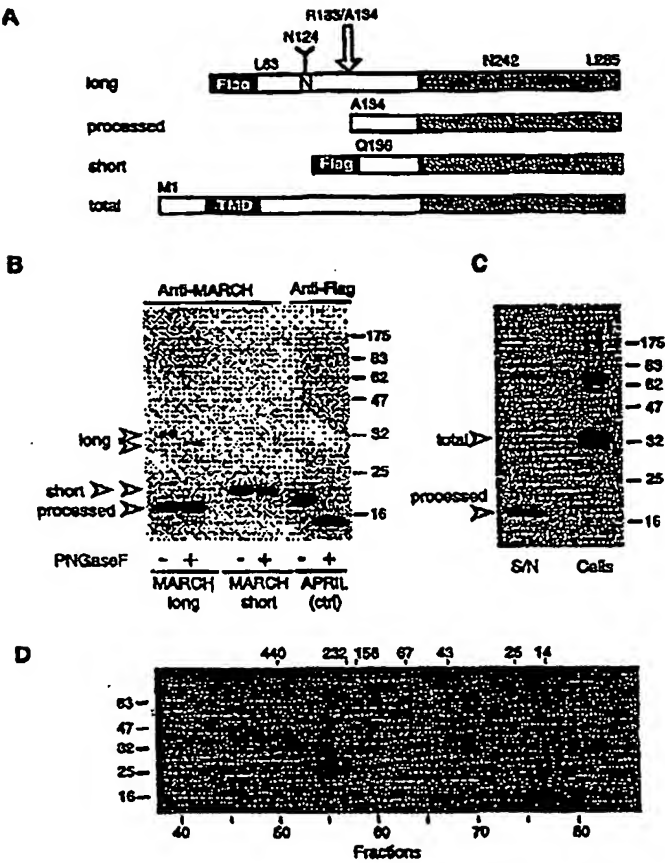 A
R133/A134
N124
L83
N242
L285
long
Flag
N
A134
processed
Q136
short
Flag
M1
total
TMD
B
C
Anti-MARCH
Anti-Flag
175
83
62
47
long
32
25
short
processed
16
PNGaseF
- + - + - +
MARCH long
MARCH short
APRIL (ctrl)
175
83
62
47
total
32
25
processed
16
S/N
Cells
D
440 232 158 67 43 25 14
83
47
32
25
16
40 50 60 70 80
Fractions